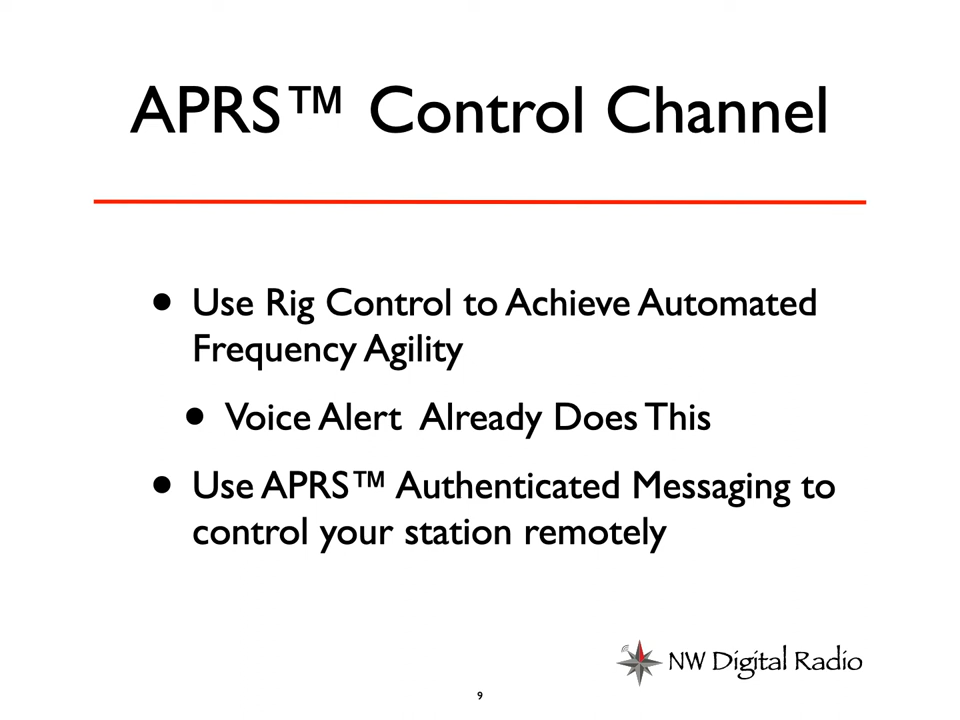 APRS™ Control Channel
• Use Rig Control to Achieve Automated
Frequency Agility
• Voice Alert Already Does This
• Use APRS™ Authenticated Messaging to
control your station remotely
NW Digital Radio
9